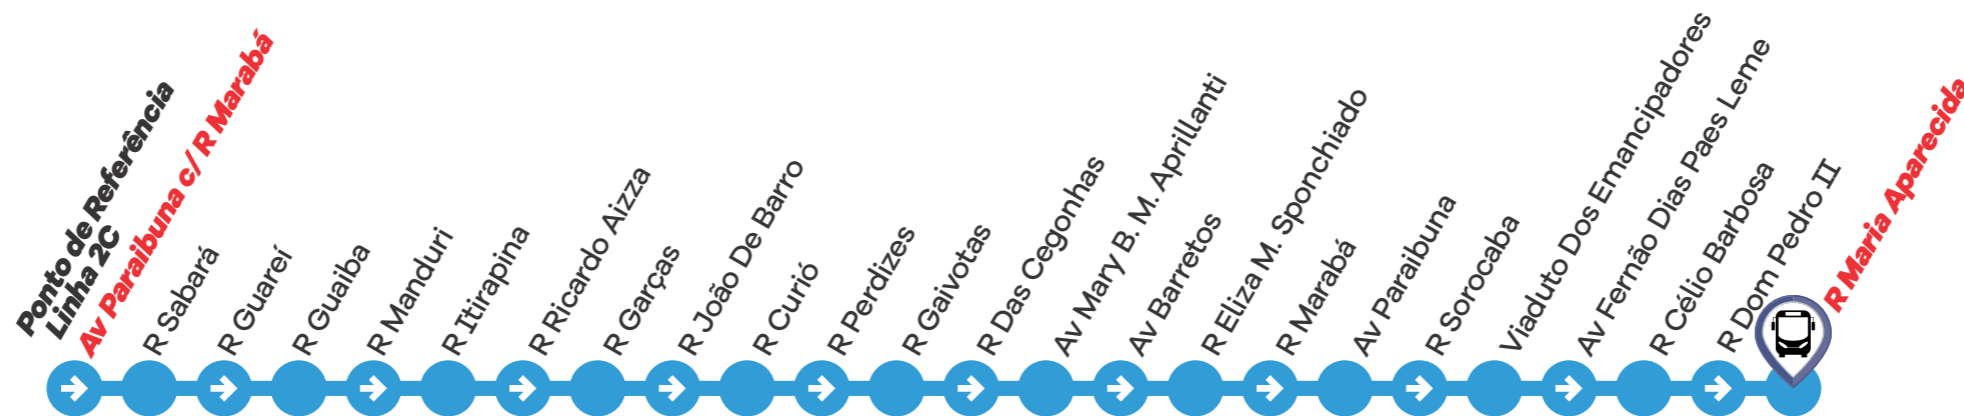 Ponto de Referência
Linha 2C
Av Paraibuna c/ R Marabá
R Sabará
R Guareí
R Guaiba
R Manduri
R Itirapina
R Ricardo Aizza
R Garças
R João De Barro
R Curió
R Perdizes
R Gaivotas
R Das Cegonhas
Av Mary B. M. Aprillanti
Av Barretos
R Eliza M. Sponchiado
R Marabá
Av Paraibuna
R Sorocaba
Viaduto Dos Emancipadores
Av Fernão Dias Paes Leme
R Célio Barbosa
R Dom Pedro II
R Maria Aparecida